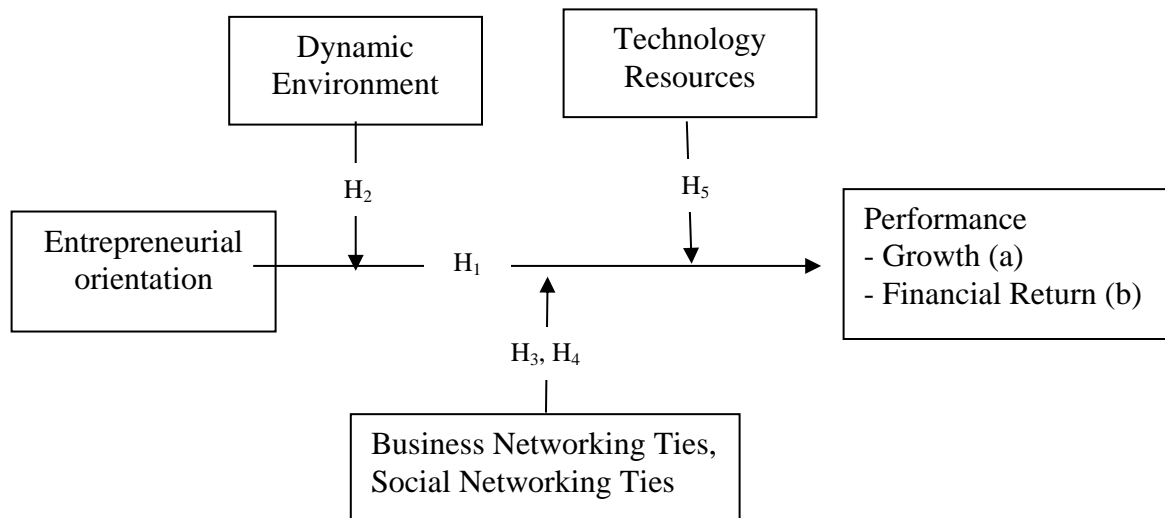 Dynamic
Environment
Technology
Resources
H₂
H₅
Entrepreneurial
orientation
H₁
Performance
- Growth (a)
- Financial Return (b)
H₃, H₄
Business Networking Ties,
Social Networking Ties